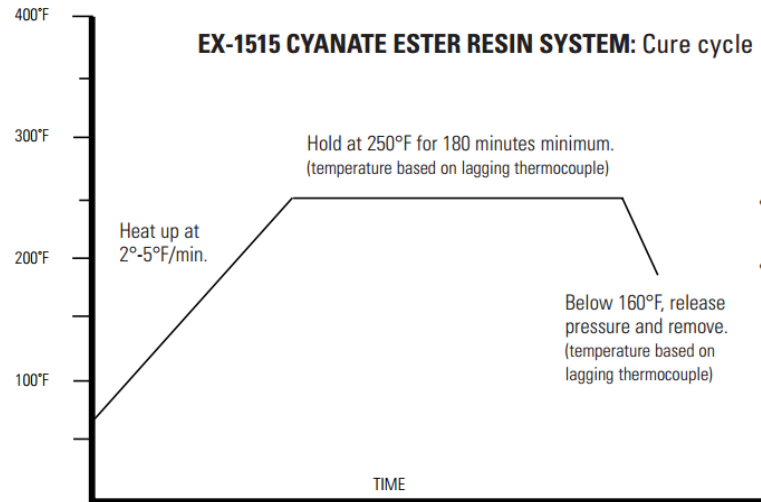 400°F
EX-1515 CYANATE ESTER RESIN SYSTEM: Cure cycle
300°F
Hold at 250°F for 180 minutes minimum.
(temperature based on lagging thermocouple)
Heat up at
2°-5°F/min.
200°F
Below 160°F, release
pressure and remove.
(temperature based on
lagging thermocouple)
100°F
TIME